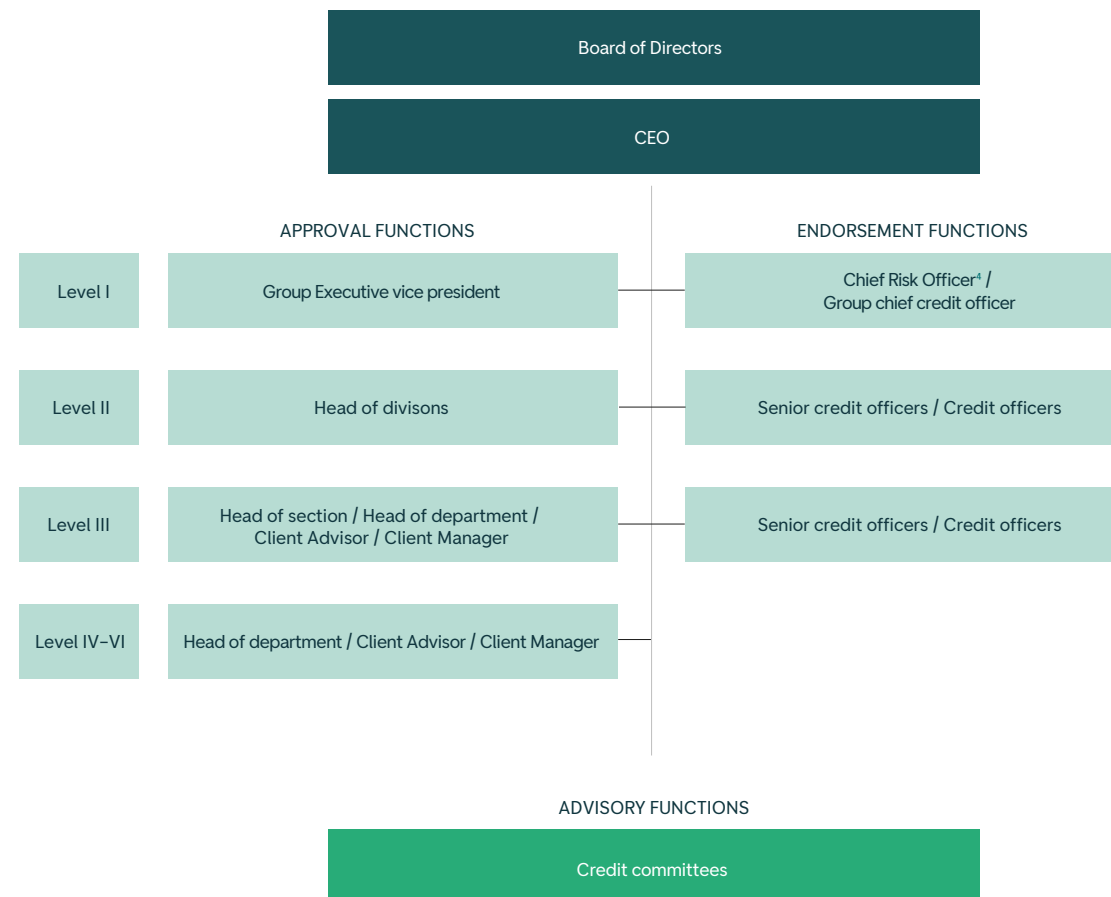 Board of Directors
CEO
APPROVAL FUNCTIONS
ENDORSEMENT FUNCTIONS
Level I
Group Executive vice president
Chief Risk Officer⁴ /
Group chief credit officer
Level II
Head of divisons
Senior credit officers / Credit officers
Level III
Head of section / Head of department /
Client Advisor / Client Manager
Senior credit officers / Credit officers
Level IV–VI
Head of department / Client Advisor / Client Manager
ADVISORY FUNCTIONS
Credit committees